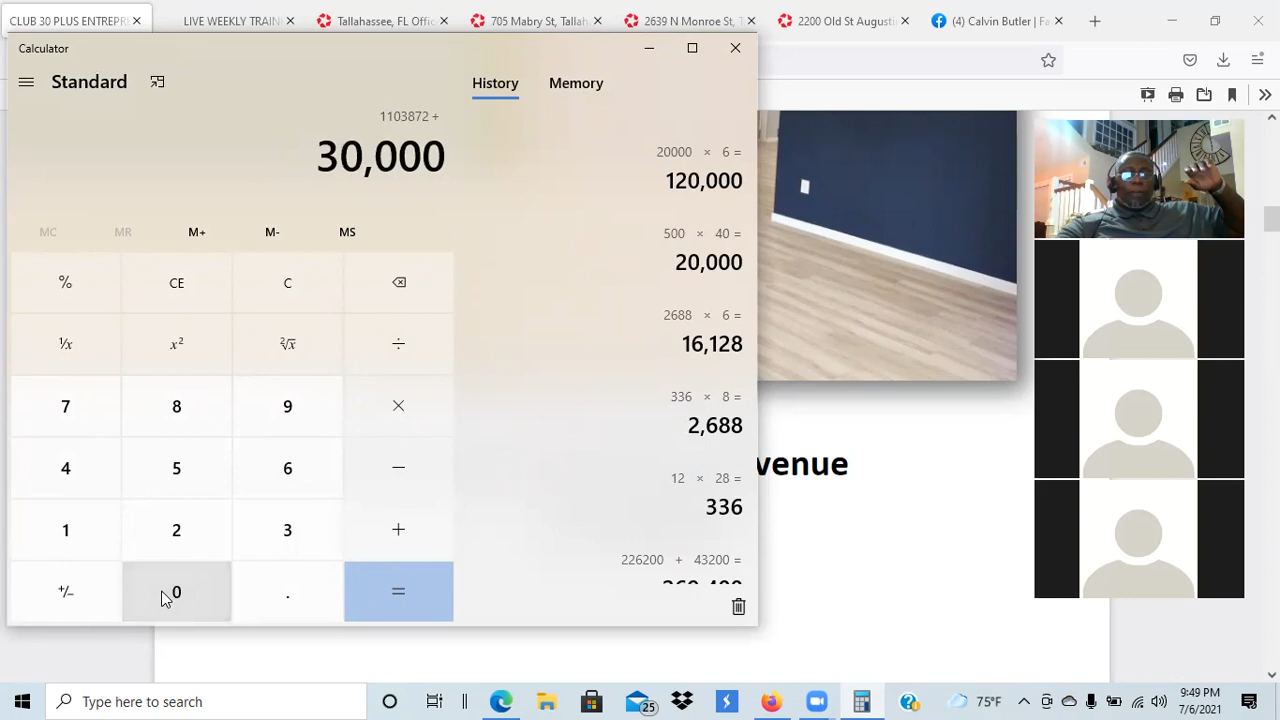 CLUB 30 PLUS ENTEPRE
LIVE WEEKLY TRAIN
Tallahassee, FL Offic
705 Mabry St, Tallah
2639 N Monroe St, T
2200 Old St Augustin
(4) Calvin Butler | Fa
Calculator
Standard
History
Memory
1103872 +
30,000
20000 × 6 =
120,000
500 × 40 =
20,000
2688 × 6 =
16,128
336 × 8 =
2,688
12 × 28 =
336
226200 + 43200 =
MC MR M+ M- MS
% CE C
⅟x x² ²√x ÷
7 8 9 ×
4 5 6 −
1 2 3 +
+/− 0 . =
venue
Type here to search
25
75°F
9:49 PM
7/6/2021